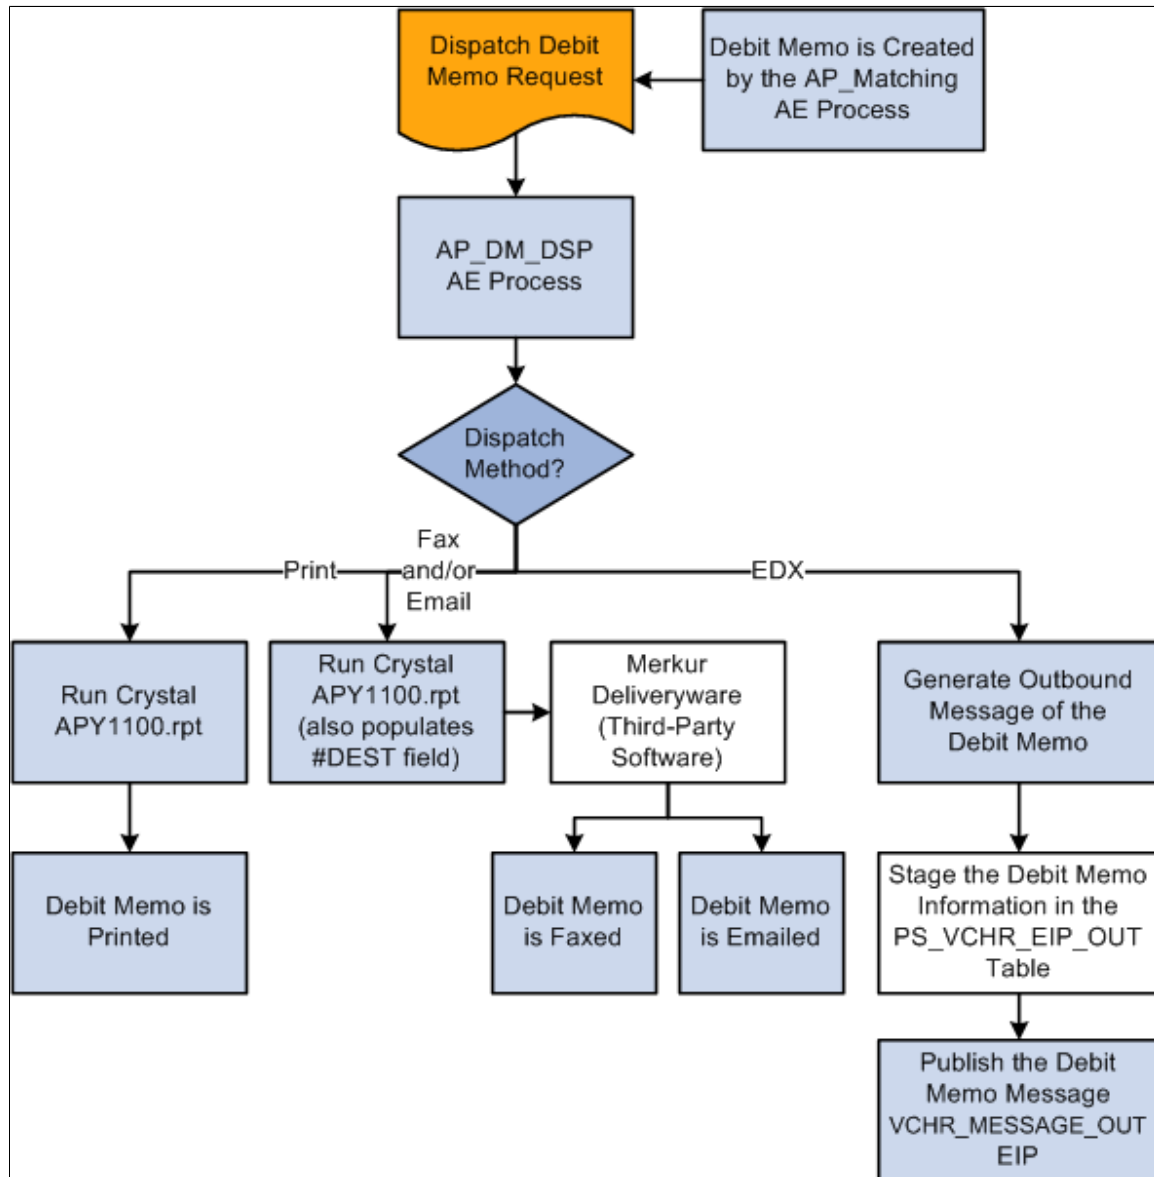 Dispatch Debit
Memo Request
Debit Memo is Created
by the AP_Matching
AE Process
AP_DM_DSP
AE Process
Dispatch
Method?
Print
Fax
and/or
Email
EDX
Run Crystal
APY1100.rpt
Run Crystal
APY1100.rpt
(also populates
#DEST field)
Merkur
Deliveryware
(Third-Party
Software)
Generate Outbound
Message of the
Debit Memo
Debit Memo is
Printed
Debit Memo
is Faxed
Debit Memo
is Emailed
Stage the Debit Memo
Information in the
PS_VCHR_EIP_OUT
Table
Publish the Debit
Memo Message
VCHR_MESSAGE_OUT
EIP